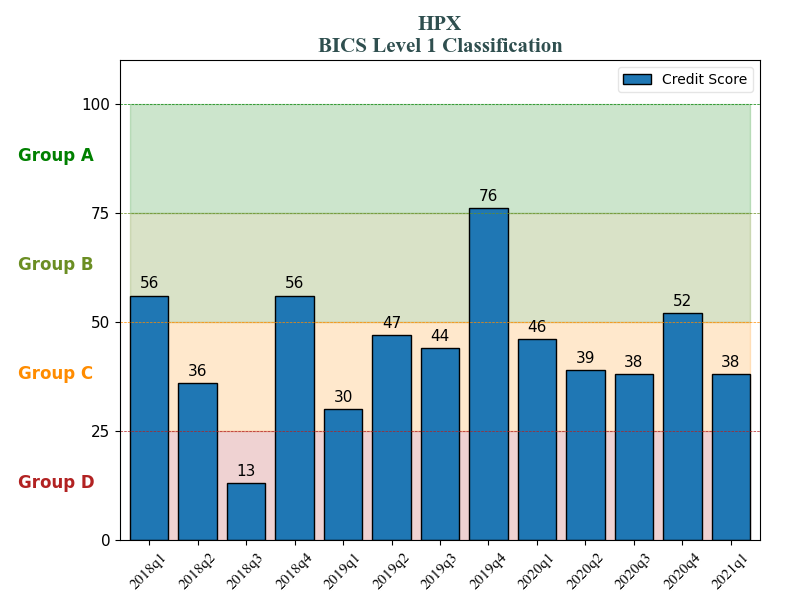 HPX
BICS Level 1 Classification
Credit Score
100
Group A
76
75
Group B
56
56
52
50
47
46
44
39
38
38
Group C
36
30
25
13
Group D
0
2018q1
2018q2
2018q3
2018q4
2019q1
2019q2
2019q3
2019q4
2020q1
2020q2
2020q3
2020q4
2021q1